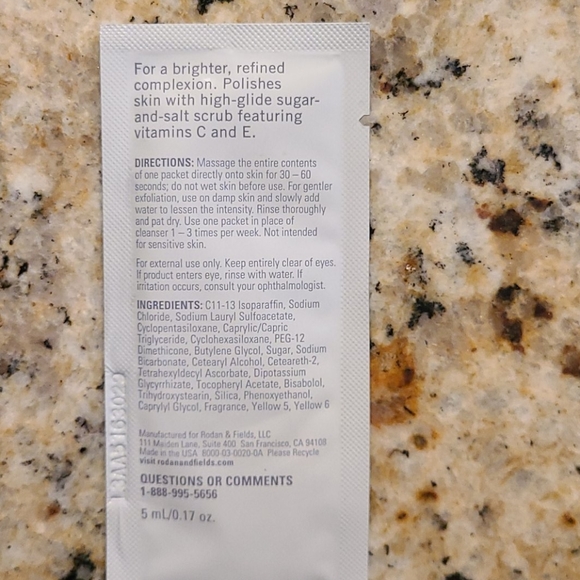 For a brighter, refined
complexion. Polishes
skin with high-glide sugar-
and-salt scrub featuring
vitamins C and E.
DIRECTIONS: Massage the entire contents
of one packet directly onto skin for 30 – 60
seconds; do not wet skin before use. For gentler
exfoliation, use on damp skin and slowly add
water to lessen the intensity. Rinse thoroughly
and pat dry. Use one packet in place of
cleanser 1 – 3 times per week. Not intended
for sensitive skin.
For external use only. Keep entirely clear of eyes.
If product enters eye, rinse with water. If
irritation occurs, consult your ophthalmologist.
INGREDIENTS: C11-13 Isoparaffin, Sodium
Chloride, Sodium Lauryl Sulfoacetate,
Cyclopentasiloxane, Caprylic/Capric
Triglyceride, Cyclohexasiloxane, PEG-12
Dimethicone, Butylene Glycol, Sugar, Sodium
Bicarbonate, Cetearyl Alcohol, Ceteareth-2,
Tetrahexyldecyl Ascorbate, Dipotassium
Glycyrrhizate, Tocopheryl Acetate, Bisabolol,
Trihydroxystearin, Silica, Phenoxyethanol,
Caprylyl Glycol, Fragrance, Yellow 5, Yellow 6
Manufactured for Rodan & Fields, LLC
111 Maiden Lane, Suite 400 San Francisco, CA 94108
Made in the USA 8000-03-0020-0A Please Recycle
visit rodanandfields.com
QUESTIONS OR COMMENTS
1-888-995-5656
5 mL/0.17 oz.